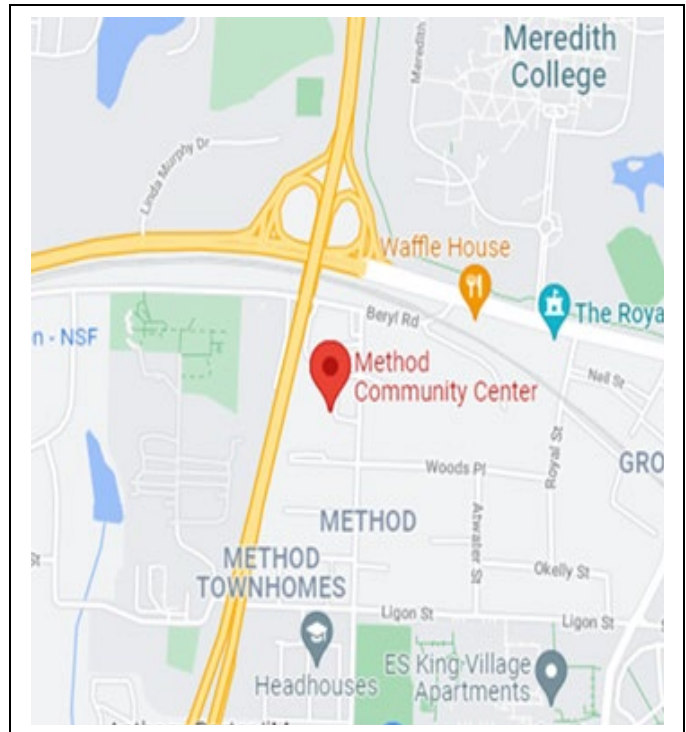 Meredith
College
Meredith
Linda Murphy Dr
Waffle House
Beryl Rd
The Roya
n - NSF
Method
Community Center
Nell St
Royal St
Woods Pl
GRO
METHOD
Atwater St
METHOD
TOWNHOMES
Okelly St
St
Ligon St
Ligon St
Headhouses
ES King Village
Apartments